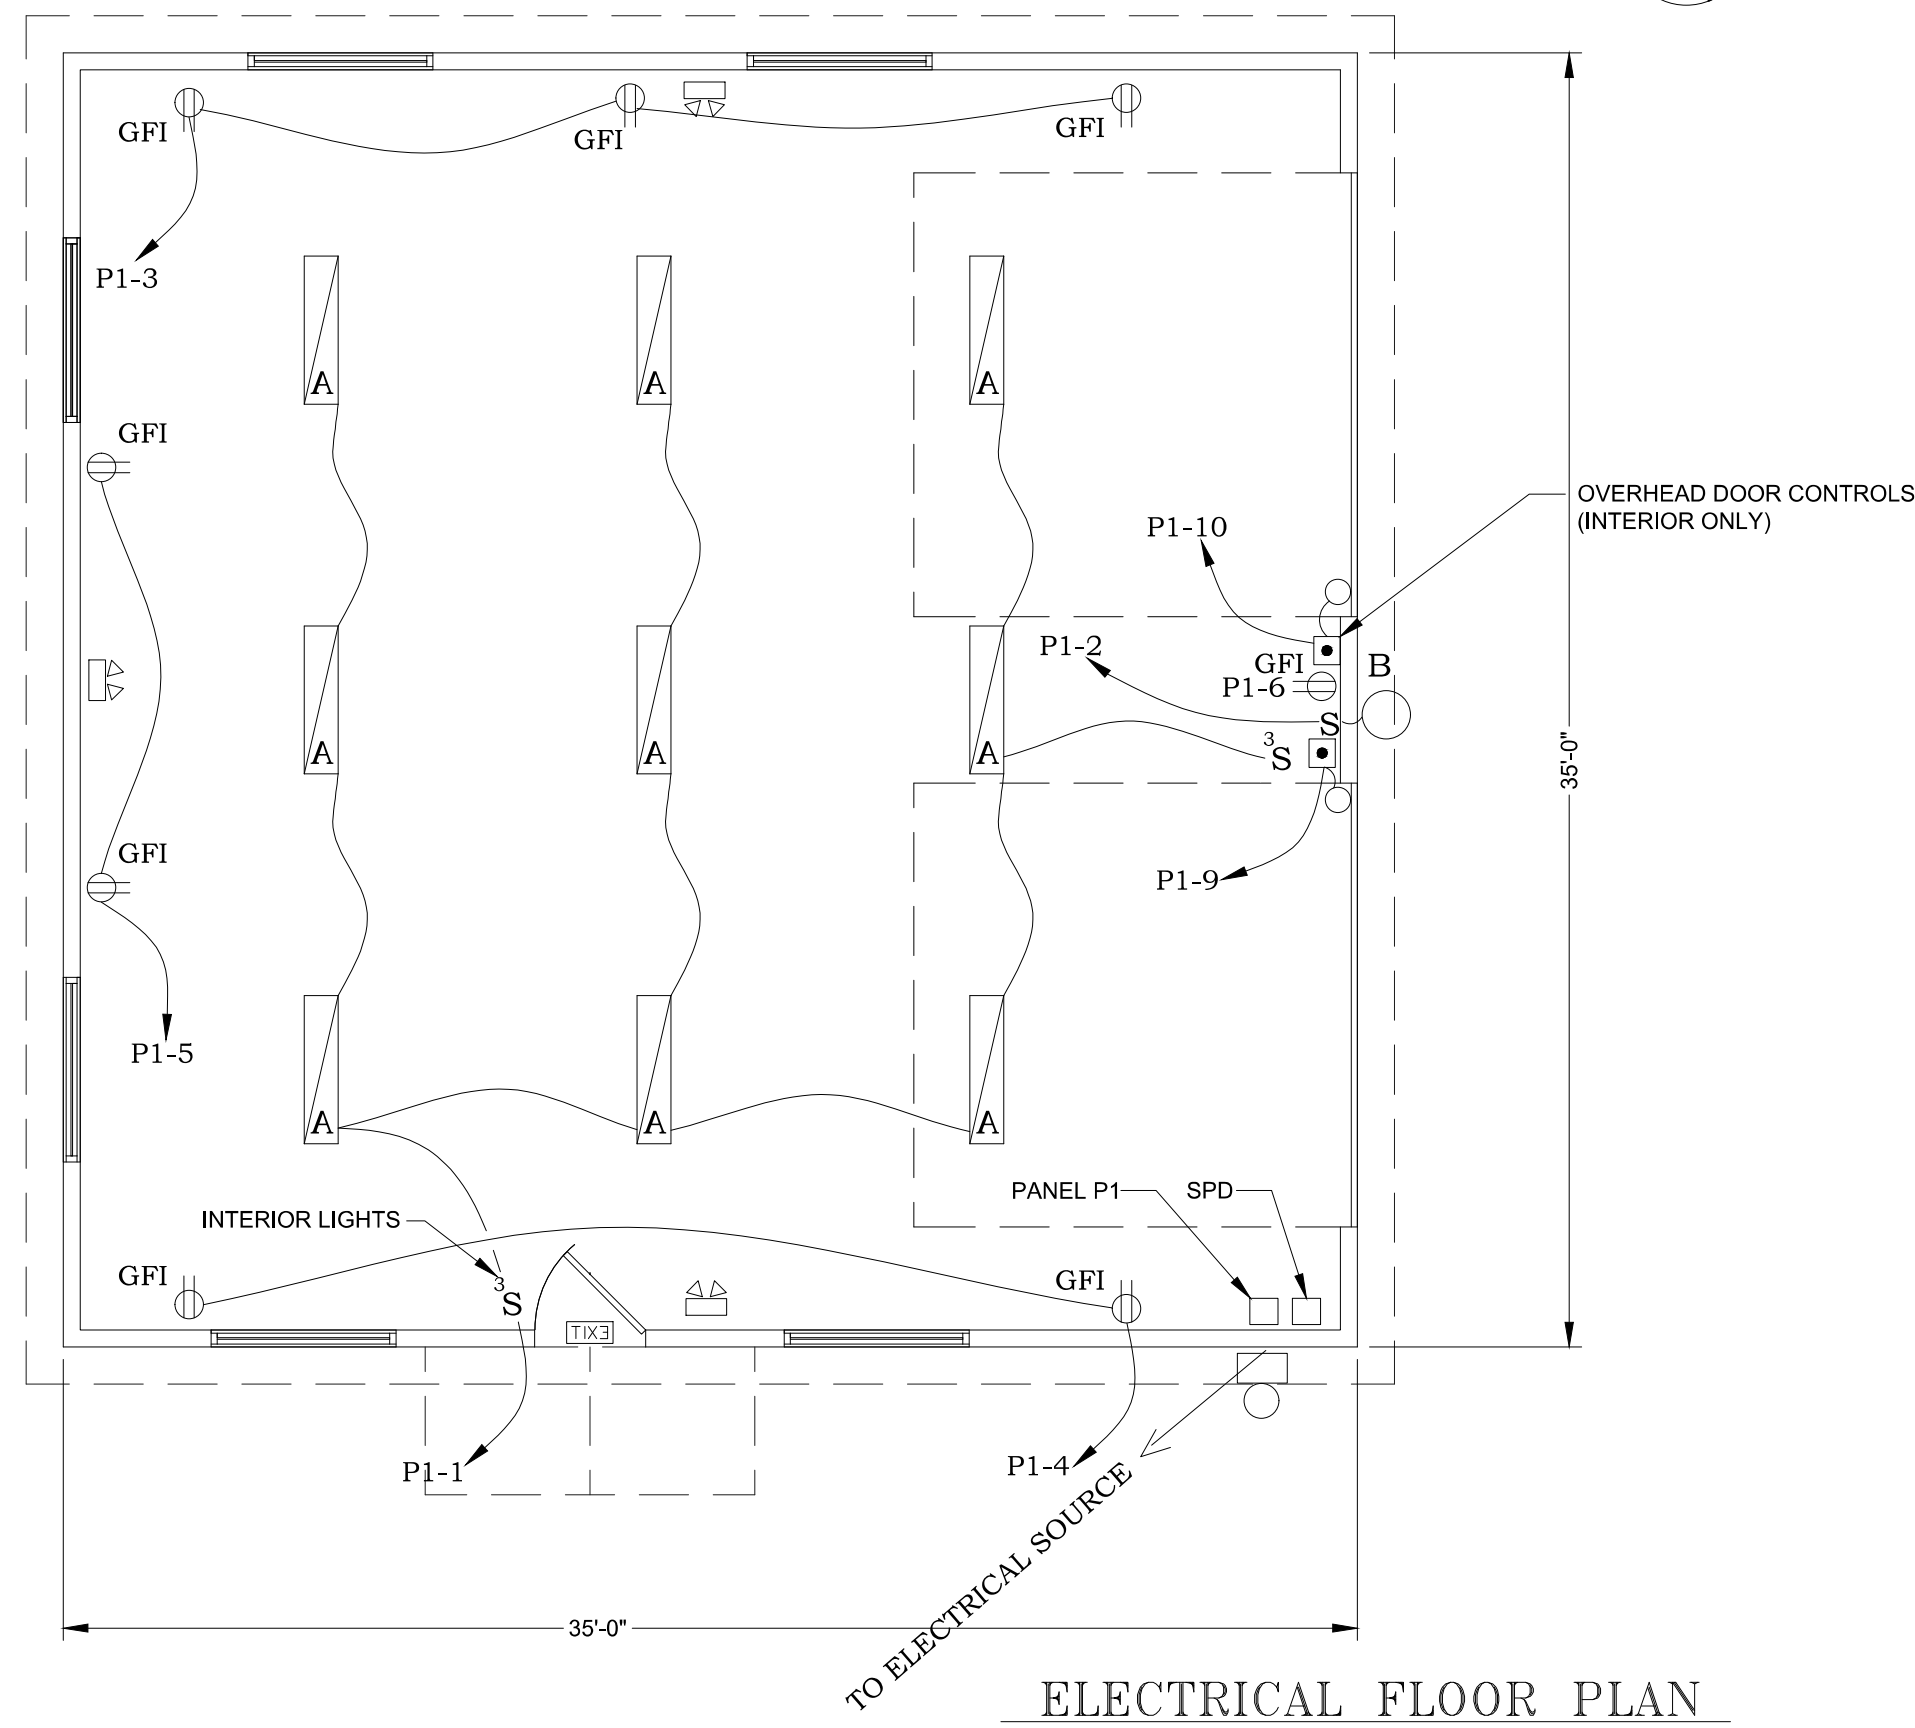 GFI
GFI
GFI
P1-3
A
A
A
GFI
OVERHEAD DOOR CONTROLS
(INTERIOR ONLY)
P1-10
P1-2
GFI
B
P1-6
S
35'-0"
A
A
A
3
S
GFI
P1-9
P1-5
A
A
A
INTERIOR LIGHTS
PANEL P1
SPD
GFI
3
S
GFI
EXIT
P1-1
P1-4
TO ELECTRICAL SOURCE
35'-0"
ELECTRICAL FLOOR PLAN